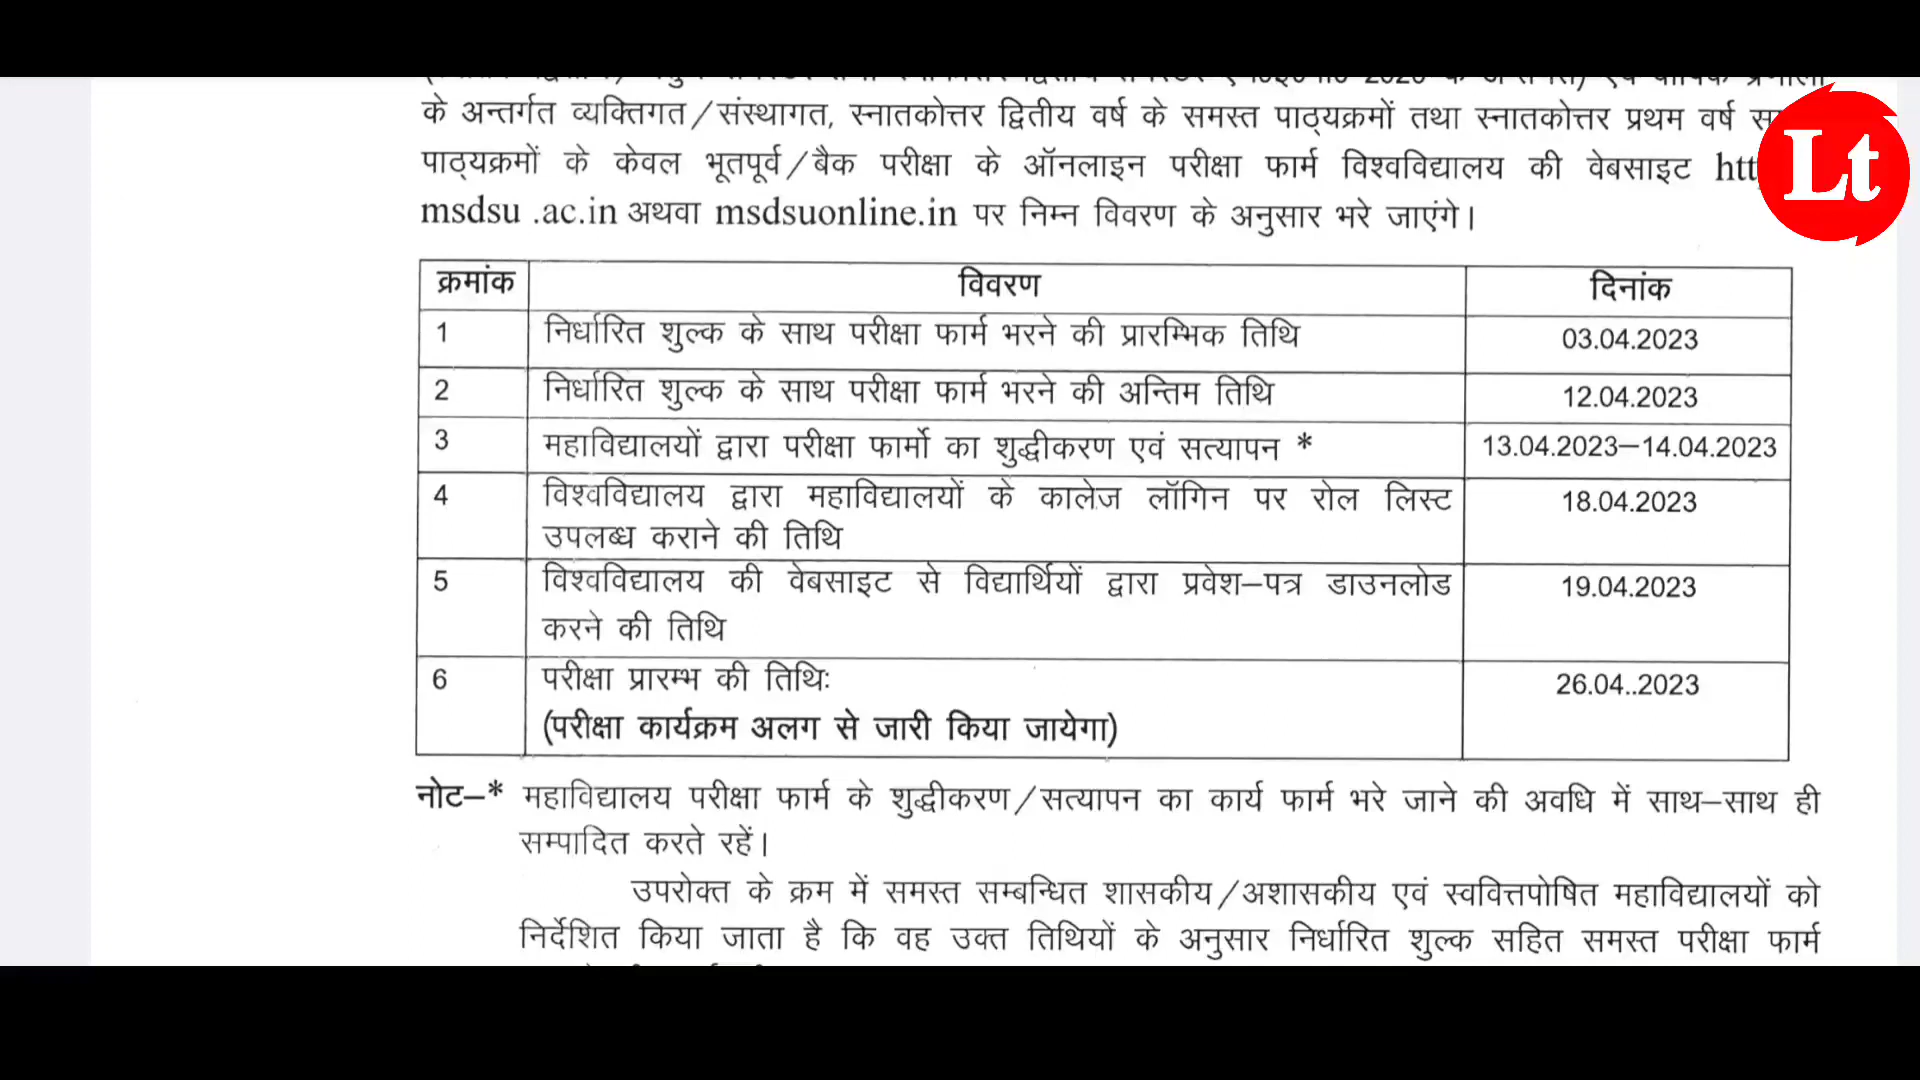 के अन्तर्गत व्यक्तिगत/संस्थागत, स्नातकोत्तर द्वितीय वर्ष के समस्त पाठ्यक्रमों तथा स्नातकोत्तर प्रथम वर्ष
पाठ्यक्रमों के केवल भूतपूर्व/बैक परीक्षा के ऑनलाइन परीक्षा फार्म विश्वविद्यालय की वेबसाइट
Lt
msdsu .ac.in अथवा msdsuonline.in पर निम्न विवरण के अनुसार भरे जाएंगे।
क्रमांक विवरण दिनांक
1 निर्धारित शुल्क के साथ परीक्षा फार्म भरने की प्रारम्भिक तिथि 03.04.2023
2 निर्धारित शुल्क के साथ परीक्षा फार्म भरने की अन्तिम तिथि 12.04.2023
3 महाविद्यालयों द्वारा परीक्षा फार्मो का शुद्धीकरण एवं सत्यापन * 13.04.2023–14.04.2023
4 विश्वविद्यालय द्वारा महाविद्यालयों के कालेज लॉगिन पर रोल लिस्ट 18.04.2023
उपलब्ध कराने की तिथि
5 विश्वविद्यालय की वेबसाइट से विद्यार्थियों द्वारा प्रवेश–पत्र डाउनलोड 19.04.2023
करने की तिथि
6 परीक्षा प्रारम्भ की तिथिः 26.04..2023
(परीक्षा कार्यक्रम अलग से जारी किया जायेगा)
नोट–* महाविद्यालय परीक्षा फार्म के शुद्धीकरण/सत्यापन का कार्य फार्म भरे जाने की अवधि में साथ–साथ ही
सम्पादित करते रहें।
उपरोक्त के क्रम में समस्त सम्बन्धित शासकीय/अशासकीय एवं स्ववित्तपोषित महाविद्यालयों को
निर्देशित किया जाता है कि वह उक्त तिथियों के अनुसार निर्धारित शुल्क सहित समस्त परीक्षा फार्म